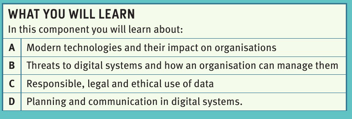 WHAT YOU WILL LEARN
In this component you will learn about:
A Modern technologies and their impact on organisations
B Threats to digital systems and how an organisation can manage them
C Responsible, legal and ethical use of data
D Planning and communication in digital systems.